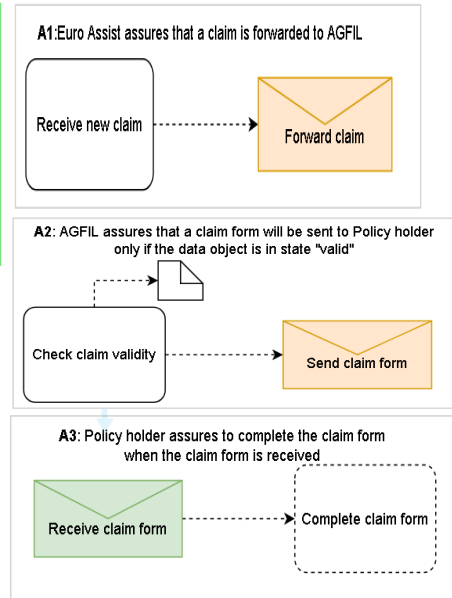 A1:Euro Assist assures that a claim is forwarded to AGFIL
Receive new claim
Forward claim
A2: AGFIL assures that a claim form will be sent to Policy holder
only if the data object is in state "valid"
Check claim validity
Send claim form
A3: Policy holder assures to complete the claim form
when the claim form is received
Receive claim form
Complete claim form